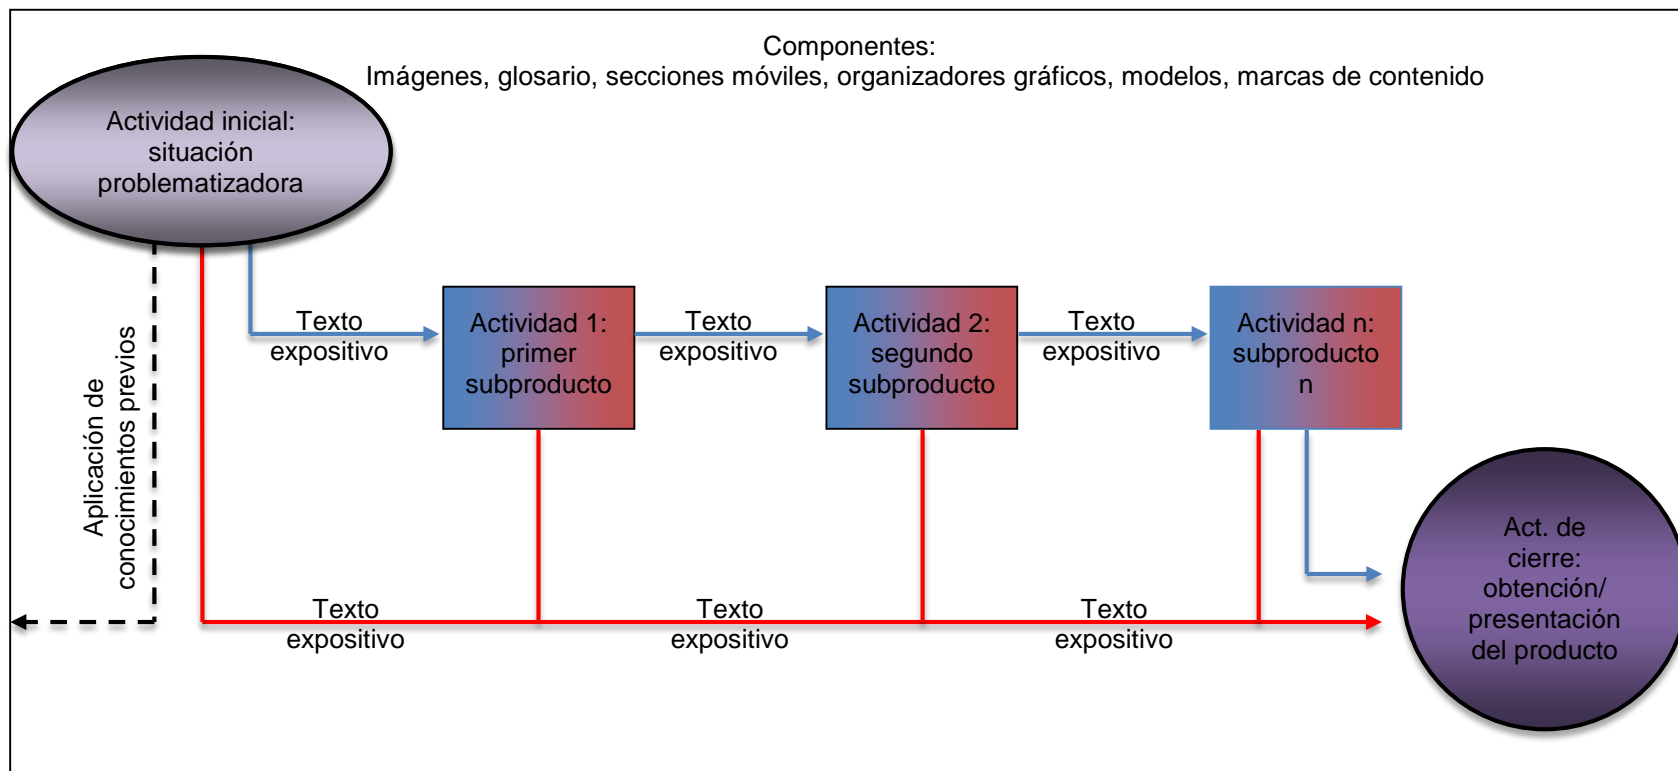 Componentes:
Imágenes, glosario, secciones móviles, organizadores gráficos, modelos, marcas de contenido
Actividad inicial:
situación
problematizadora
Aplicación de
conocimientos previos
Texto
expositivo
Actividad 1:
primer
subproducto
Texto
expositivo
Actividad 2:
segundo
subproducto
Texto
expositivo
Actividad n:
subproducto
n
Texto
expositivo
Texto
expositivo
Texto
expositivo
Act. de
cierre:
obtención/
presentación
del producto